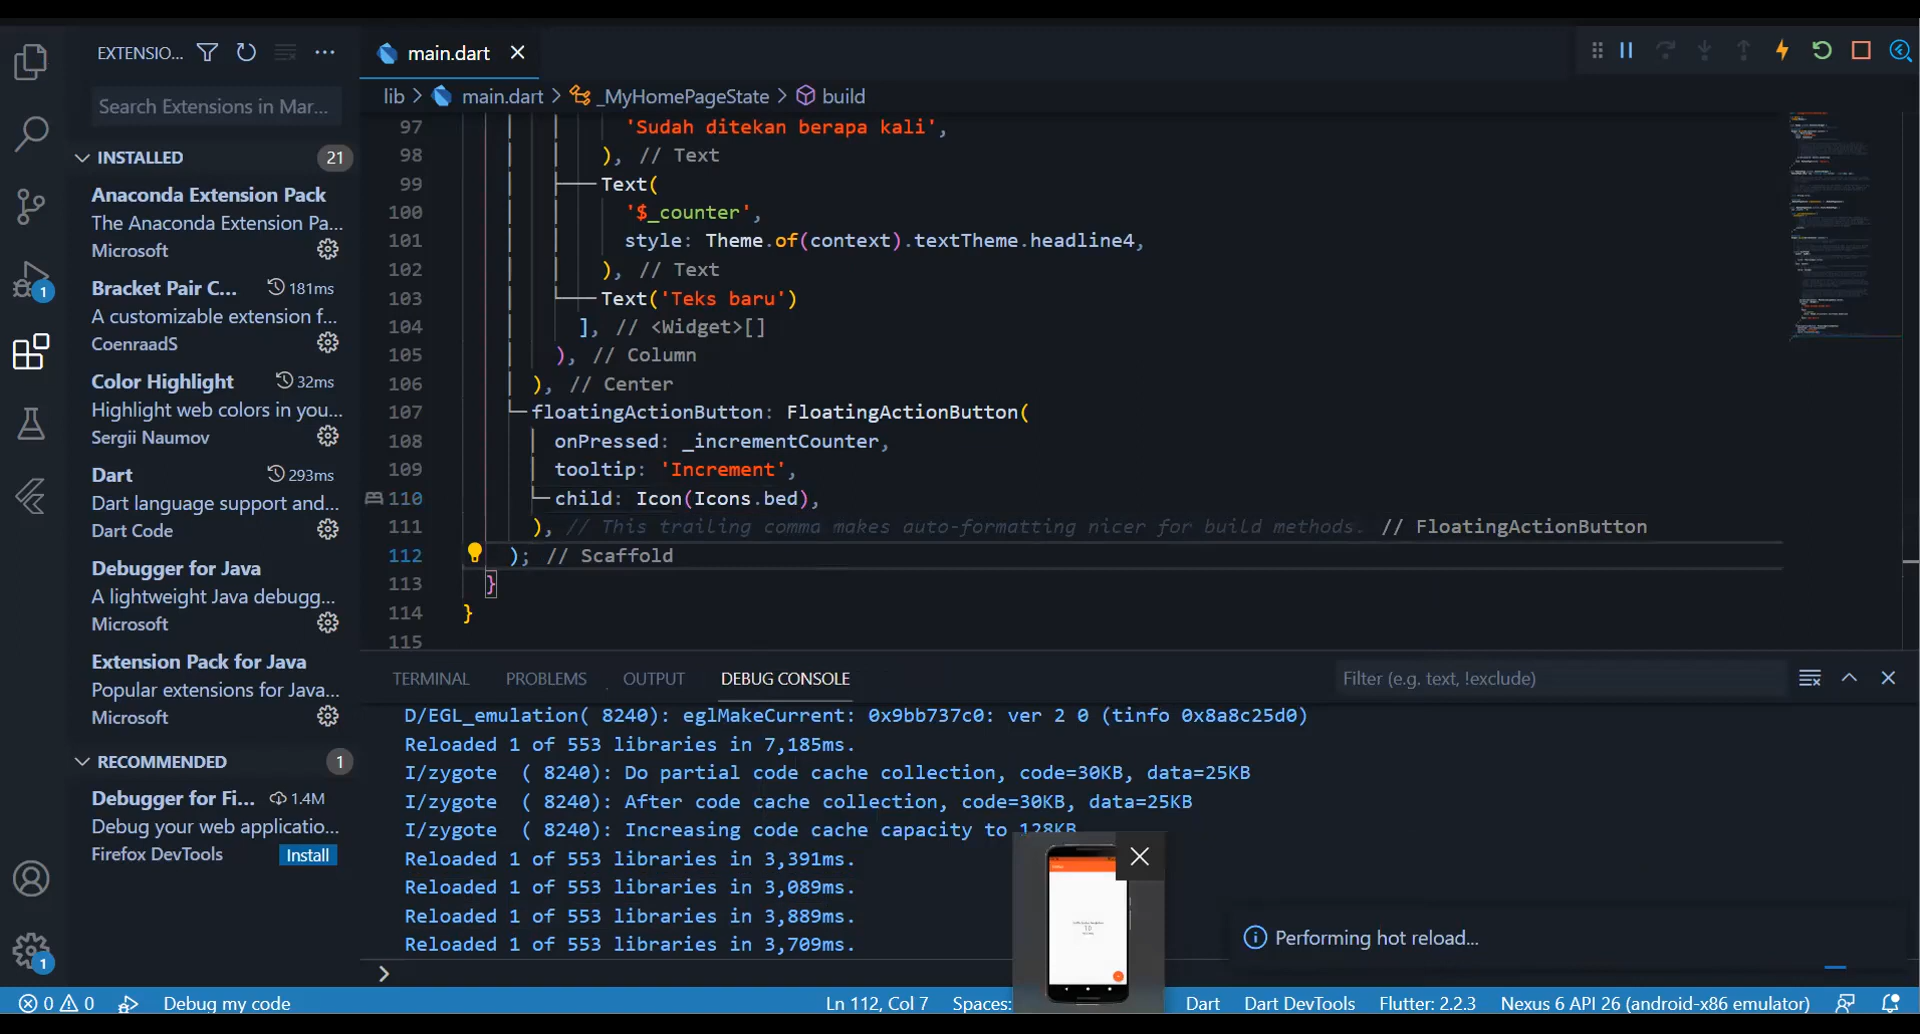 EXTENSIO...
Search Extensions in Mar...
INSTALLED
21
Anaconda Extension Pack
The Anaconda Extension Pa...
Microsoft
Bracket Pair C...
181ms
A customizable extension f...
CoenraadS
Color Highlight
32ms
Highlight web colors in you...
Sergii Naumov
Dart
293ms
Dart language support and...
Dart Code
Debugger for Java
A lightweight Java debugg...
Microsoft
Extension Pack for Java
Popular extensions for Java...
Microsoft
RECOMMENDED
1
Debugger for Fi...
1.4M
Debug your web applicatio...
Firefox DevTools
Install
1
1
main.dart
lib > main.dart > _MyHomePageState > build
97 'Sudah ditekan berapa kali',
98 ), // Text
99 Text(
100 '$_counter',
101 style: Theme.of(context).textTheme.headline4,
102 ), // Text
103 Text('Teks baru')
104 ], // <Widget>[]
105 ), // Column
106 ), // Center
107 floatingActionButton: FloatingActionButton(
108 onPressed: _incrementCounter,
109 tooltip: 'Increment',
110 child: Icon(Icons.bed),
111 ), // This trailing comma makes auto-formatting nicer for build methods. // FloatingActionButton
112 ); // Scaffold
113 }
114 }
115
TERMINAL PROBLEMS OUTPUT DEBUG CONSOLE
Filter (e.g. text, !exclude)
D/EGL_emulation( 8240): eglMakeCurrent: 0x9bb737c0: ver 2 0 (tinfo 0x8a8c25d0)
Reloaded 1 of 553 libraries in 7,185ms.
I/zygote ( 8240): Do partial code cache collection, code=30KB, data=25KB
I/zygote ( 8240): After code cache collection, code=30KB, data=25KB
I/zygote ( 8240): Increasing code cache capacity to 128KB
Reloaded 1 of 553 libraries in 3,391ms.
Reloaded 1 of 553 libraries in 3,089ms.
Reloaded 1 of 553 libraries in 3,889ms.
Reloaded 1 of 553 libraries in 3,709ms.
Performing hot reload...
0 0 Debug my code
Ln 112, Col 7 Spaces: Dart Dart DevTools Flutter: 2.2.3 Nexus 6 API 26 (android-x86 emulator)